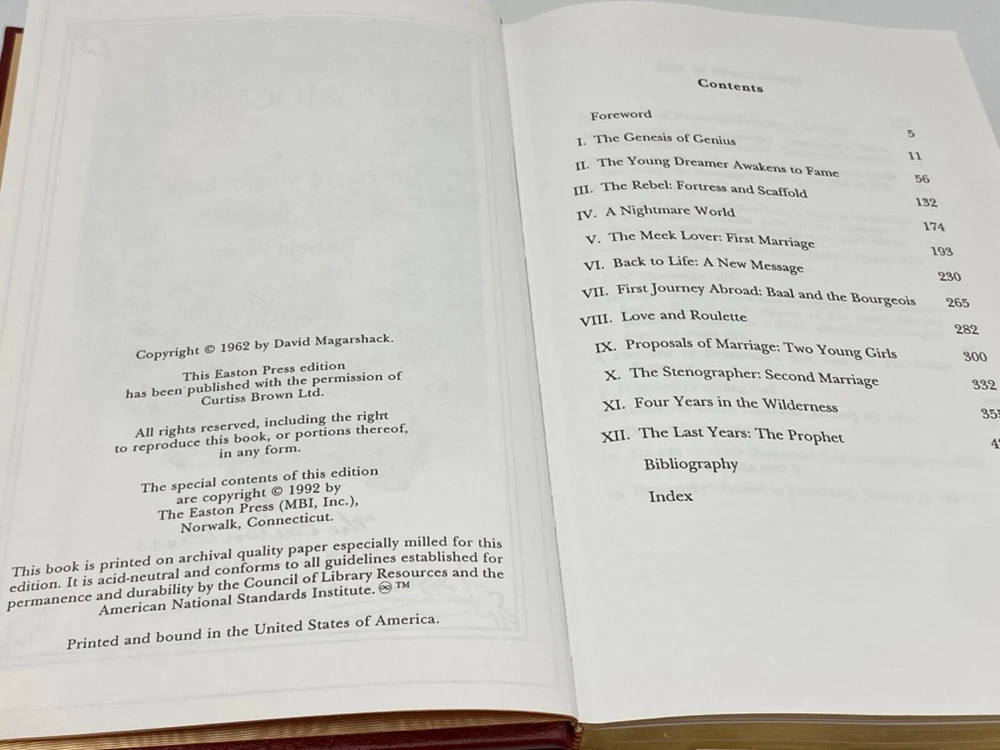 Copyright © 1962 by David Magarshack.
This Easton Press edition
has been published with the permission of
Curtiss Brown Ltd.
All rights reserved, including the right
to reproduce this book, or portions thereof,
in any form.
The special contents of this edition
are copyright © 1992 by
The Easton Press (MBI, Inc.),
Norwalk, Connecticut.
This book is printed on archival quality paper especially milled for this
edition. It is acid-neutral and conforms to all guidelines established for
permanence and durability by the Council of Library Resources and the
American National Standards Institute. ♾ ™
Printed and bound in the United States of America.
Contents
Foreword 5
I. The Genesis of Genius 11
II. The Young Dreamer Awakens to Fame 56
III. The Rebel: Fortress and Scaffold 132
IV. A Nightmare World 174
V. The Meek Lover: First Marriage 193
VI. Back to Life: A New Message 230
VII. First Journey Abroad: Baal and the Bourgeois 265
VIII. Love and Roulette 282
IX. Proposals of Marriage: Two Young Girls 300
X. The Stenographer: Second Marriage 332
XI. Four Years in the Wilderness
XII. The Last Years: The Prophet
Bibliography
Index